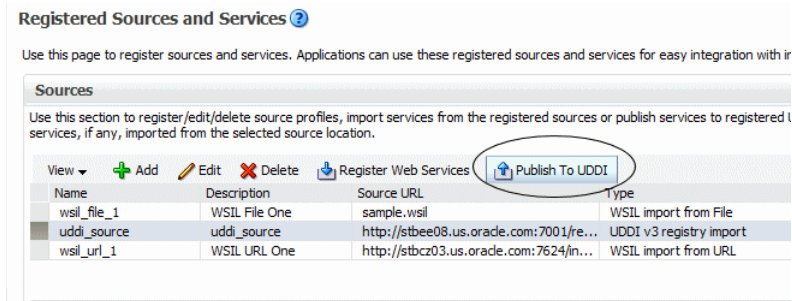 Registered Sources and Services
Use this page to register sources and services. Applications can use these registered sources and services for easy integration with
Sources
Use this section to register/edit/delete source profiles, import services from the registered sources or publish services to registered
services, if any, imported from the selected source location.
View Add Edit Delete Register Web Services Publish To UDDI
Name Description Source URL Type
wsil_file_1 WSIL File One sample.wsil WSIL import from File
uddi_source uddi_source http://stbee08.us.oracle.com:7001/re... UDDI v3 registry import
wsil_url_1 WSIL URL One http://stbcz03.us.oracle.com:7624/in... WSIL import from URL